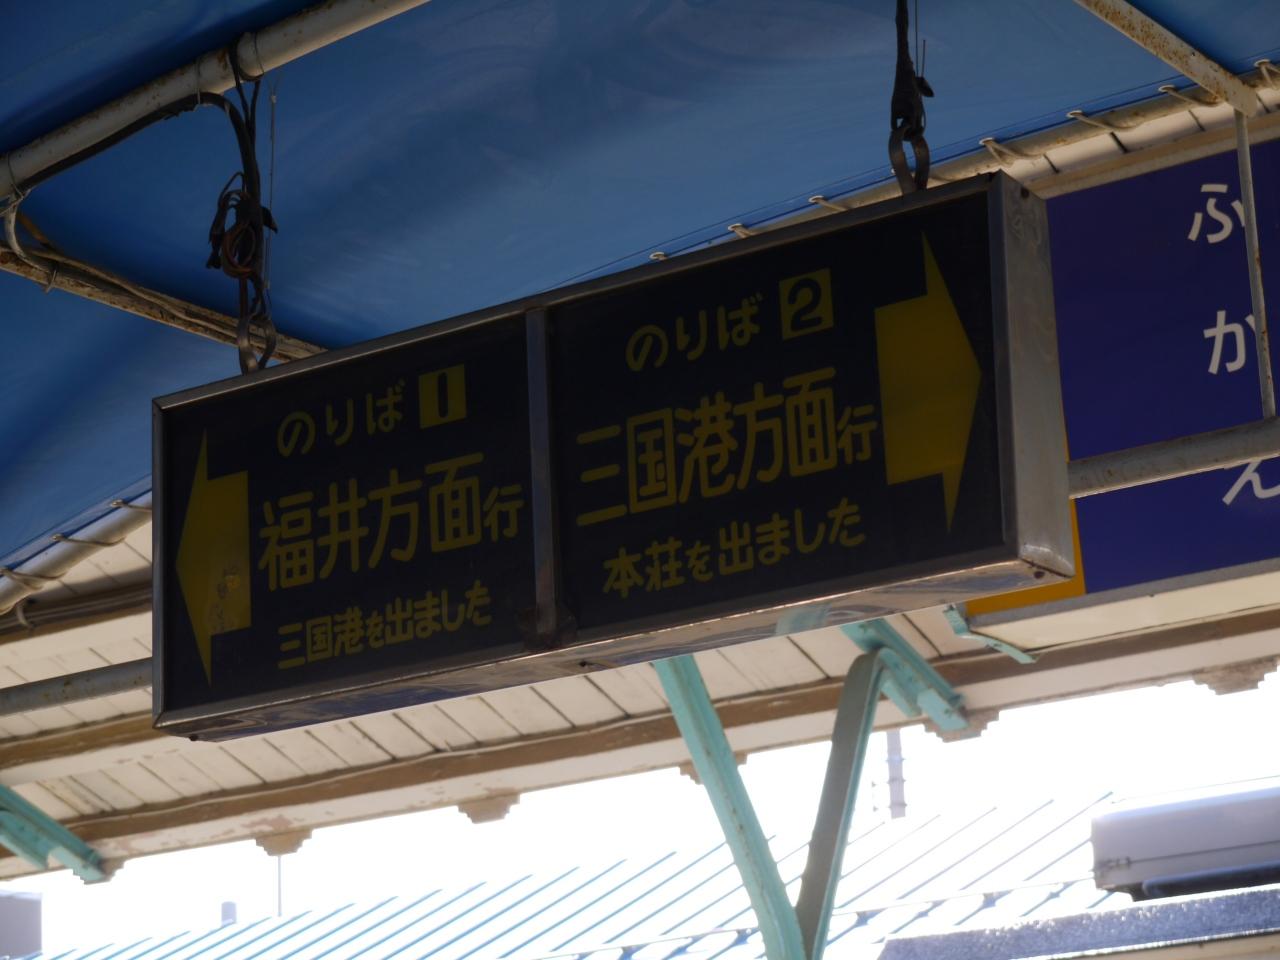 のりば 1
福井方面行
三国港を出ました
のりば 2
三国港方面行
本荘を出ました
ふ
か
ん